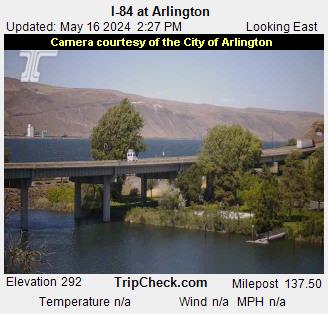 I-84 at Arlington
Updated: May 16 2024 2:27 PM Looking East
Camera courtesy of the City of Arlington
Elevation 292 TripCheck.com Milepost 137.50
Temperature n/a Wind n/a MPH n/a